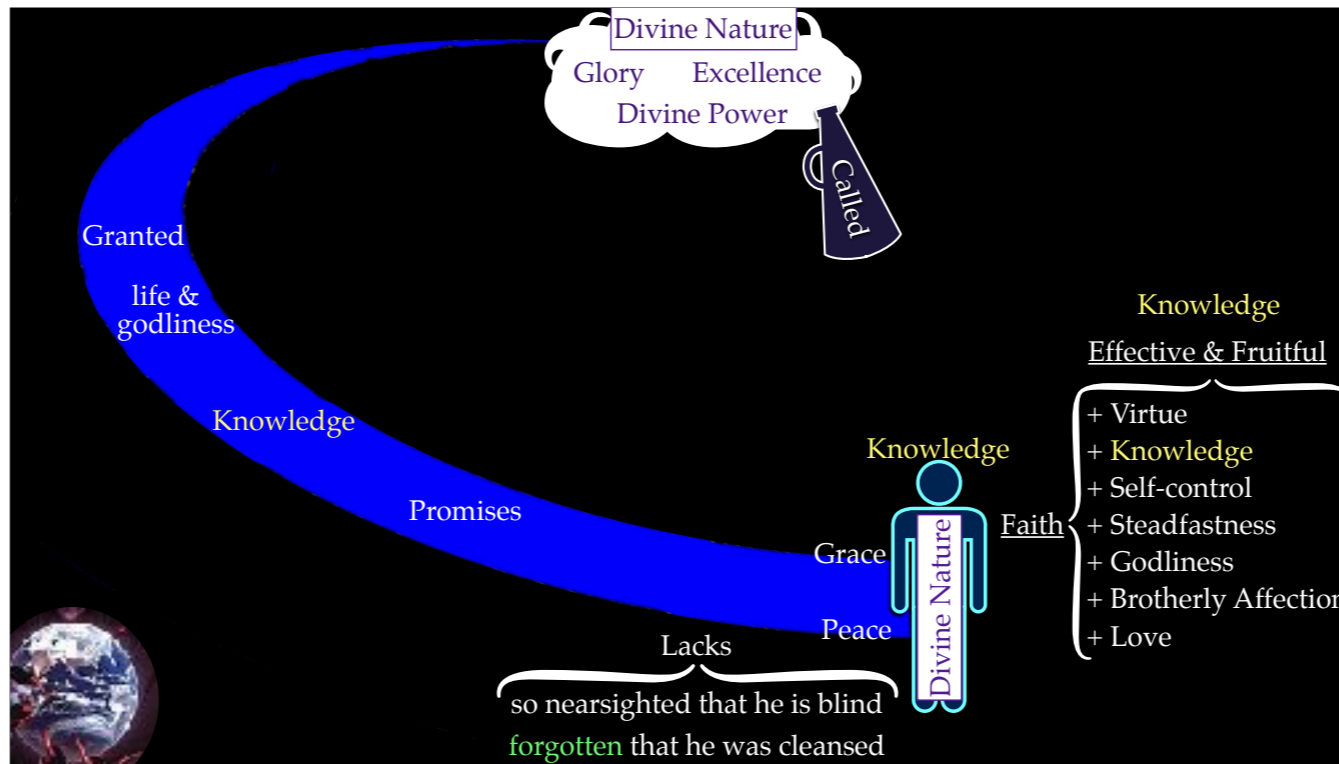 Divine Nature
Glory Excellence
Divine Power
Called
Granted
life &
godliness
Knowledge
Promises
Grace
Peace
Knowledge
Divine Nature
Knowledge
Effective & Fruitful
Faith
+ Virtue
+ Knowledge
+ Self-control
+ Steadfastness
+ Godliness
+ Brotherly Affection
+ Love
Lacks
so nearsighted that he is blind
forgotten that he was cleansed